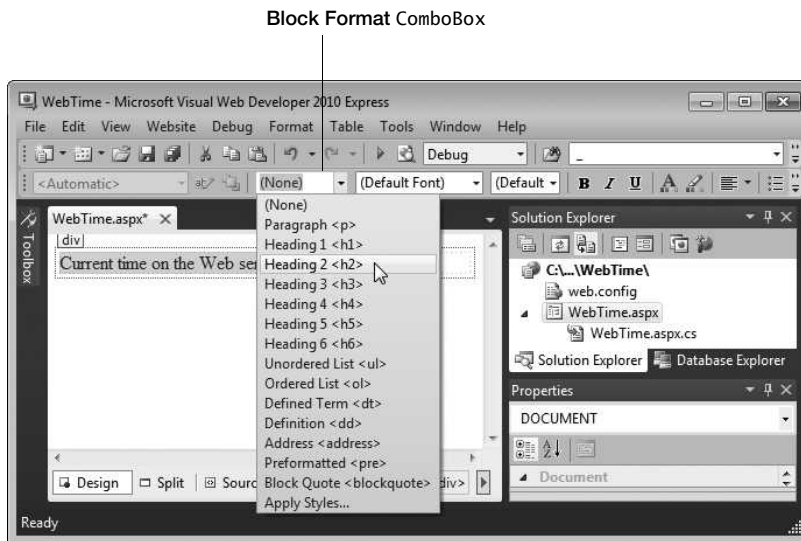 Block Format ComboBox
WebTime - Microsoft Visual Web Developer 2010 Express
File Edit View Website Debug Format Table Tools Window Help
Debug
<Automatic> (None) (Default Font) (Default B I U A
WebTime.aspx*
Toolbox
div
Current time on the Web ser
(None)
Paragraph <p>
Heading 1 <h1>
Heading 2 <h2>
Heading 3 <h3>
Heading 4 <h4>
Heading 5 <h5>
Heading 6 <h6>
Unordered List <ul>
Ordered List <ol>
Defined Term <dt>
Definition <dd>
Address <address>
Preformatted <pre>
Block Quote <blockquote>
Apply Styles...
Design Split Sourc div>
Solution Explorer
C:\...\WebTime\
web.config
WebTime.aspx
WebTime.aspx.cs
Solution Explorer Database Explorer
Properties
DOCUMENT
Document
Ready